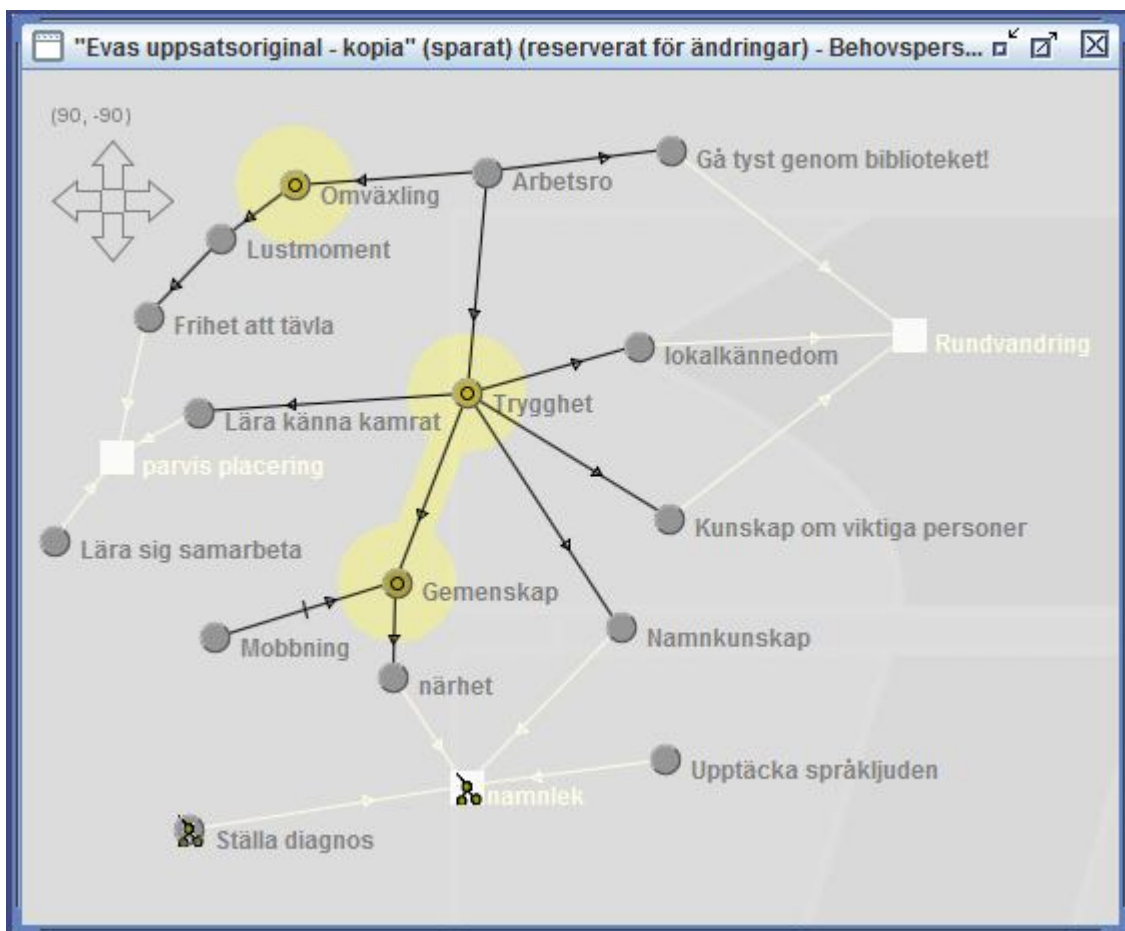 "Evas uppsatsoriginal - kopia" (sparat) (reserverat för ändringar) - Behovspers...
(90, -90)
Gå tyst genom biblioteket!
Arbetsro
Omväxling
Lustmoment
Frihet att tävla
Rundvandring
lokalkännedom
Trygghet
Lära känna kamrat
parvis placering
Kunskap om viktiga personer
Lära sig samarbeta
Gemenskap
Namnkunskap
Mobbning
närhet
Upptäcka språkljuden
namnlek
Ställa diagnos